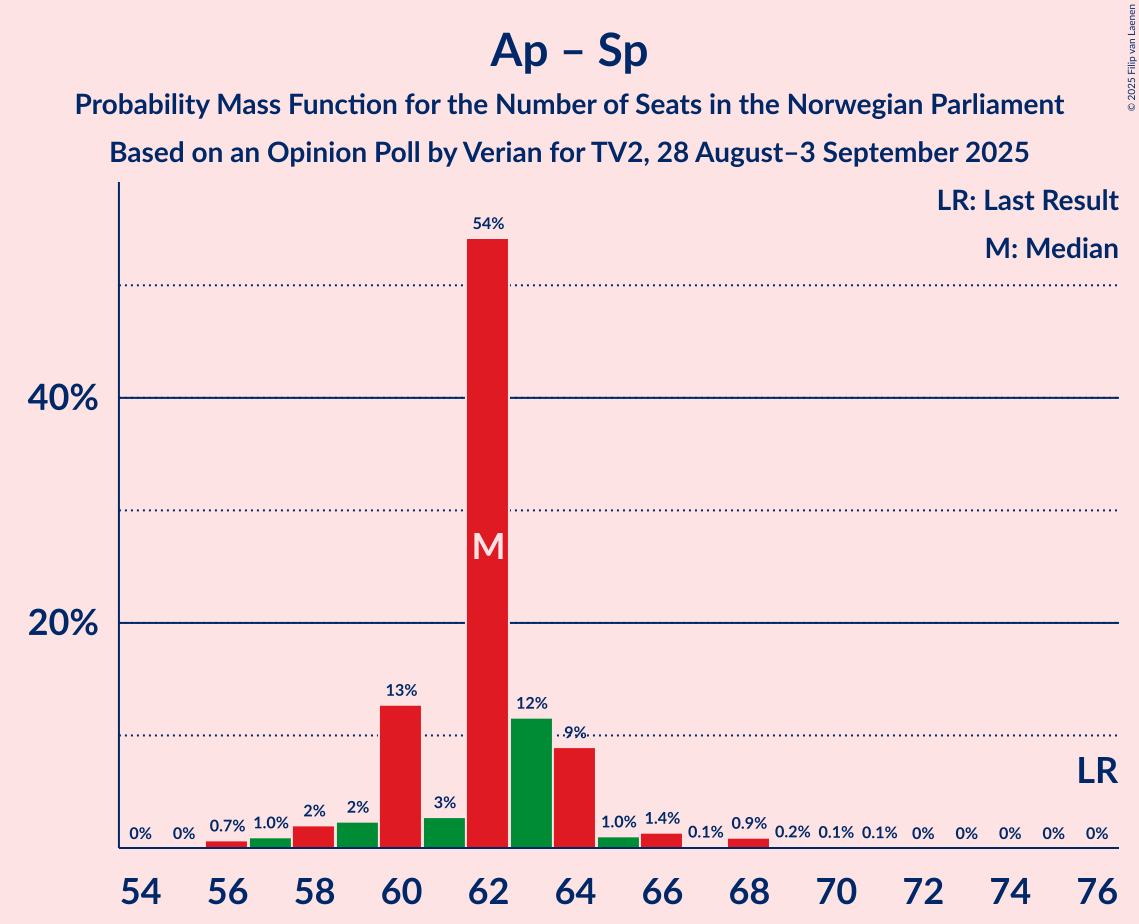 Ap – Sp
Probability Mass Function for the Number of Seats in the Norwegian Parliament
Based on an Opinion Poll by Verian for TV2, 28 August–3 September 2025
© 2025 Filip van Laenen
LR: Last Result
M: Median
40%
20%
0% 0% 0.7% 1.0% 2% 2% 13% 3% 54% 12% 9% 1.0% 1.4% 0.1% 0.9% 0.2% 0.1% 0.1% 0% 0% 0% 0% 0%
M
LR
54 56 58 60 62 64 66 68 70 72 74 76